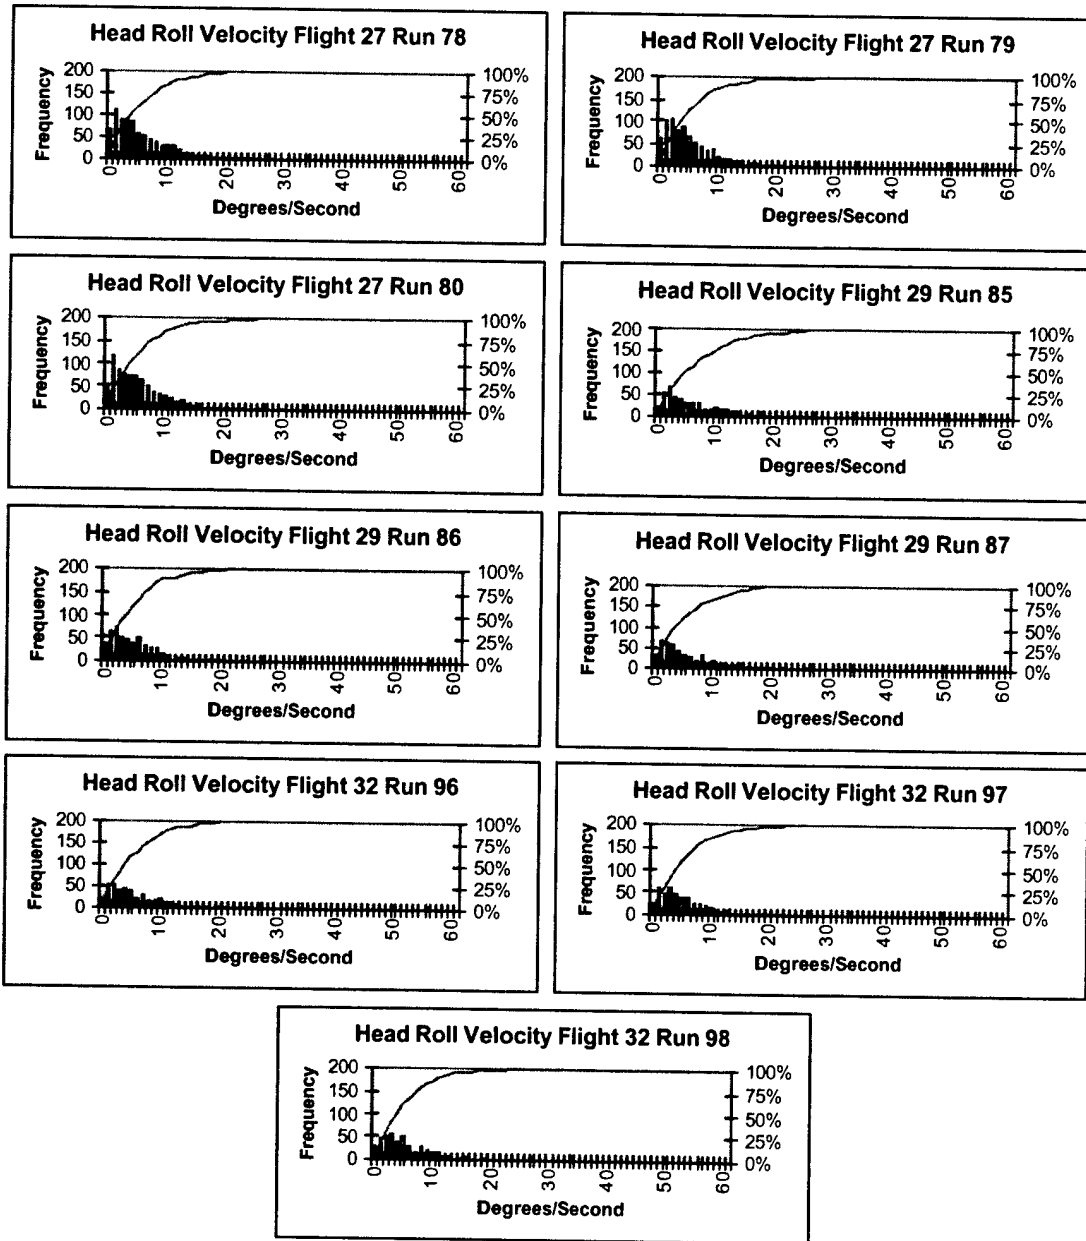 Head Roll Velocity Flight 27 Run 78
Frequency
200
150
100
50
0
100%
75%
50%
25%
0%
0 10 20 30 40 50 60
Degrees/Second
Head Roll Velocity Flight 27 Run 79
Frequency
200
150
100
50
0
100%
75%
50%
25%
0%
0 10 20 30 40 50 60
Degrees/Second
Head Roll Velocity Flight 27 Run 80
Frequency
200
150
100
50
0
100%
75%
50%
25%
0%
0 10 20 30 40 50 60
Degrees/Second
Head Roll Velocity Flight 29 Run 85
Frequency
200
150
100
50
0
100%
75%
50%
25%
0%
0 10 20 30 40 50 60
Degrees/Second
Head Roll Velocity Flight 29 Run 86
Frequency
200
150
100
50
0
100%
75%
50%
25%
0%
0 10 20 30 40 50 60
Degrees/Second
Head Roll Velocity Flight 29 Run 87
Frequency
200
150
100
50
0
100%
75%
50%
25%
0%
0 10 20 30 40 50 60
Degrees/Second
Head Roll Velocity Flight 32 Run 96
Frequency
200
150
100
50
0
100%
75%
50%
25%
0%
0 10 20 30 40 50 60
Degrees/Second
Head Roll Velocity Flight 32 Run 97
Frequency
200
150
100
50
0
100%
75%
50%
25%
0%
0 10 20 30 40 50 60
Degrees/Second
Head Roll Velocity Flight 32 Run 98
Frequency
200
150
100
50
0
100%
75%
50%
25%
0%
0 10 20 30 40 50 60
Degrees/Second